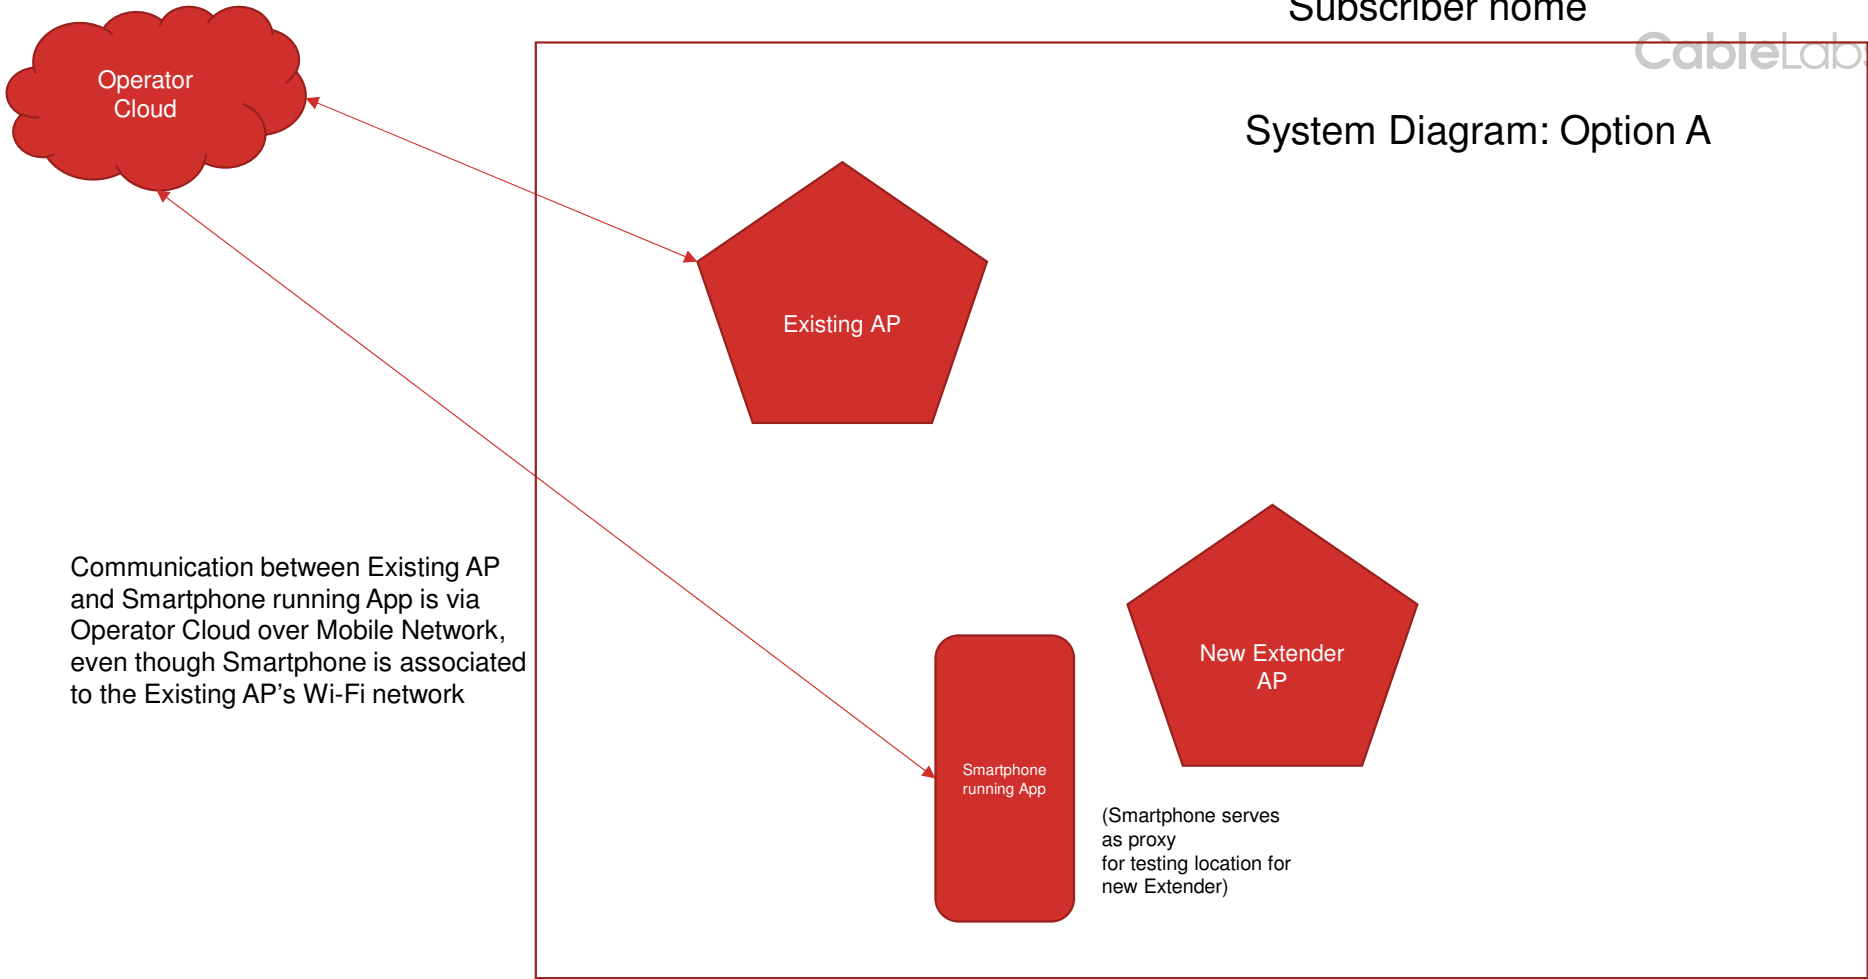 Subscriber home
CableLabs
System Diagram: Option A
Operator
Cloud
Existing AP
Communication between Existing AP
and Smartphone running App is via
Operator Cloud over Mobile Network,
even though Smartphone is associated
to the Existing AP’s Wi-Fi network
New Extender
AP
Smartphone
running App
(Smartphone serves
as proxy
for testing location for
new Extender)